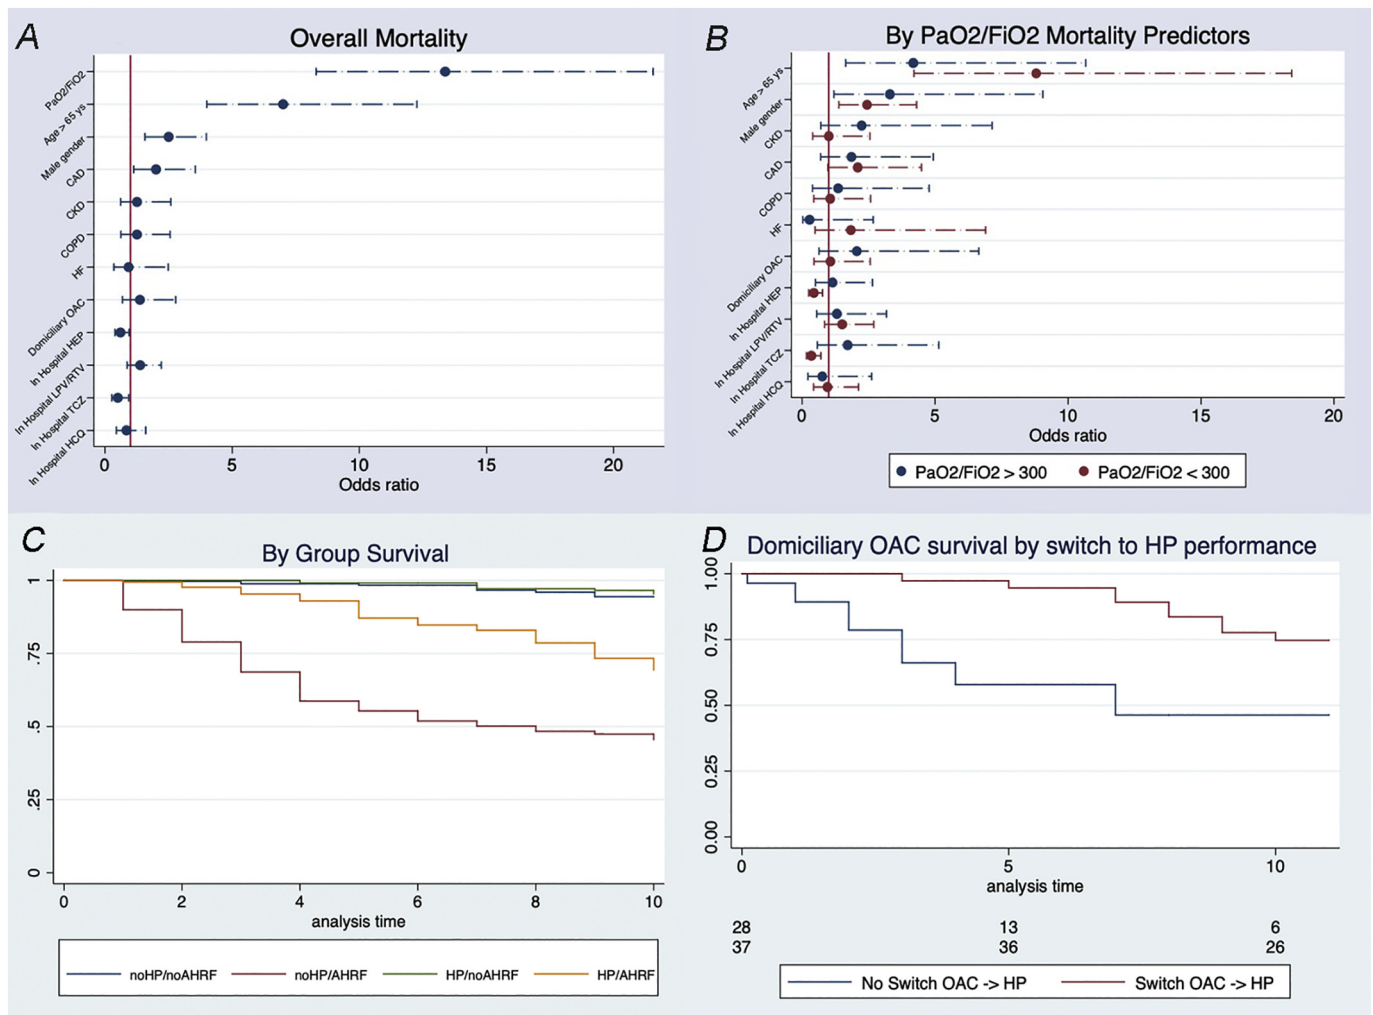 A
Overall Mortality
PaO2/FiO2
Age > 65 ys
Male gender
CAD
CKD
COPD
HF
Domiciliary OAC
In Hospital HEP
In Hospital LPV/RTV
In Hospital TCZ
In Hospital HCQ
0 5 10 15 20
Odds ratio
B
By PaO2/FiO2 Mortality Predictors
Age > 65 ys
Male gender
CKD
CAD
COPD
HF
Domiciliary OAC
In Hospital HEP
In Hospital LPV/RTV
In Hospital TCZ
In Hospital HCQ
0 5 10 15 20
Odds ratio
PaO2/FiO2 > 300 PaO2/FiO2 < 300
C
By Group Survival
1
.75
.5
.25
0
0 2 4 6 8 10
analysis time
noHP/noAHRF noHP/AHRF HP/noAHRF HP/AHRF
D
Domiciliary OAC survival by switch to HP performance
1.00
0.75
0.50
0.25
0.00
0 5 10
analysis time
28 13 6
37 36 26
No Switch OAC -> HP Switch OAC -> HP